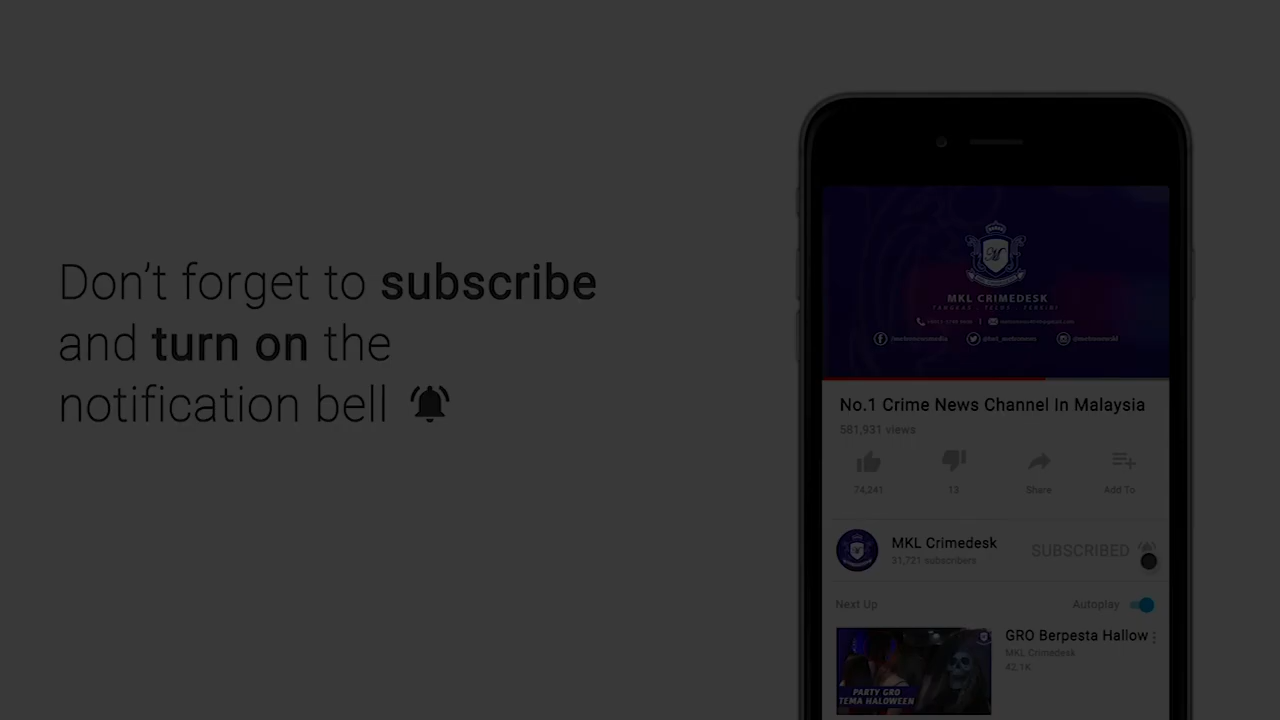 Don't forget to subscribe
and turn on the
notification bell
MKL CRIMEDESK
No.1 Crime News Channel In Malaysia
581,931 views
74,241
13
Share
Add To
MKL Crimedesk
SUBSCRIBED
31,721 subscribers
Next Up
Autoplay
GRO Berpesta Hallow
MKL Crimedesk
42,1K
PARTY GRO
TEMA HALOWEEN